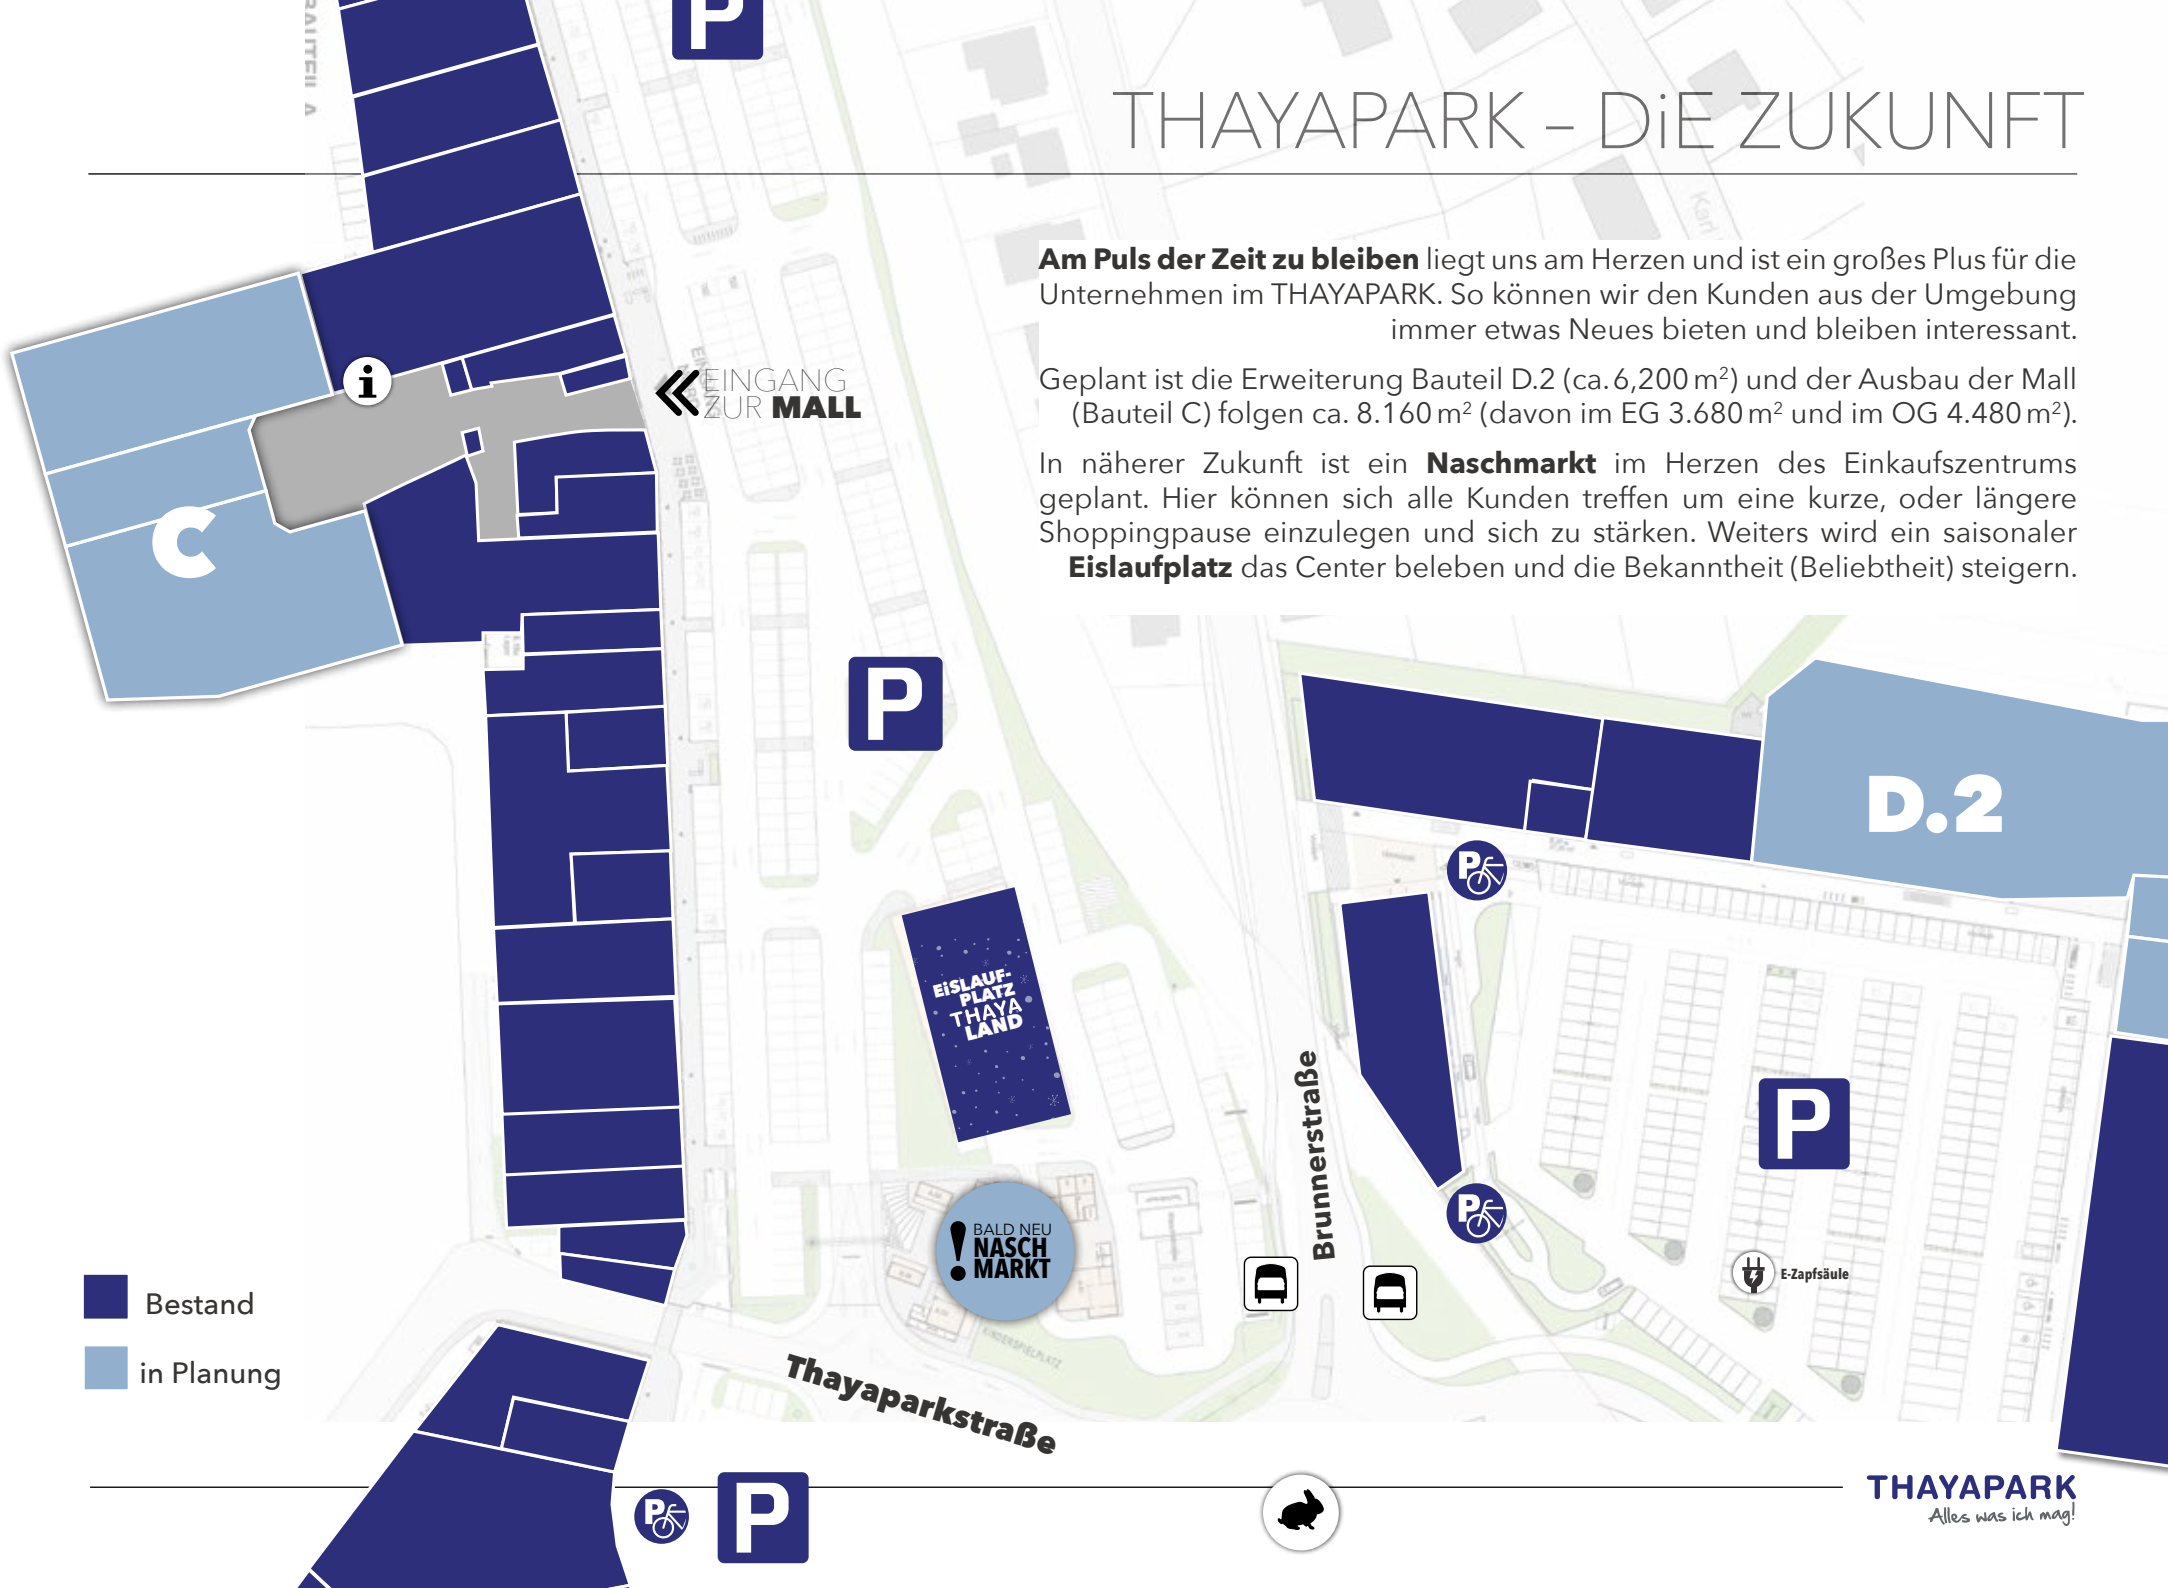 BAUTEIL A
P
THAYAPARK – DiE ZUKUNFT
Am Puls der Zeit zu bleiben liegt uns am Herzen und ist ein großes Plus für die
Unternehmen im THAYAPARK. So können wir den Kunden aus der Umgebung
immer etwas Neues bieten und bleiben interessant.
Geplant ist die Erweiterung Bauteil D.2 (ca. 6,200 m²) und der Ausbau der Mall
(Bauteil C) folgen ca. 8.160 m² (davon im EG 3.680 m² und im OG 4.480 m²).
In näherer Zukunft ist ein Naschmarkt im Herzen des Einkaufszentrums
geplant. Hier können sich alle Kunden treffen um eine kurze, oder längere
Shoppingpause einzulegen und sich zu stärken. Weiters wird ein saisonaler
Eislaufplatz das Center beleben und die Bekanntheit (Beliebtheit) steigern.
Karl
i
EINGANG
ZUR MALL
C
P
D.2
P
EiSLAUF-
PLATZ
THAYA
LAND
Brunnerstraße
P
P
! BALD NEU
NASCH
MARKT
E-Zapfsäule
KINDERSPIELPLATZ
Bestand
in Planung
Thayaparkstraße
P
P
THAYAPARK
Alles was ich mag!